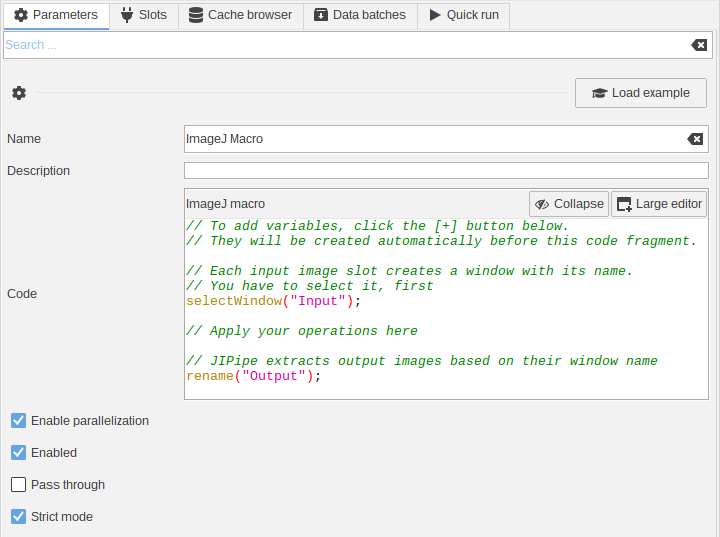 Parameters Slots Cache browser Data batches Quick run
Search ...
Load example
Name ImageJ Macro
Description
ImageJ macro Collapse Large editor
// To add variables, click the [+] button below.
// They will be created automatically before this code fragment.
// Each input image slot creates a window with its name.
// You have to select it, first
Code
selectWindow("Input");
// Apply your operations here
// JIPipe extracts output images based on their window name
rename("Output");
Enable parallelization
Enabled
Pass through
Strict mode